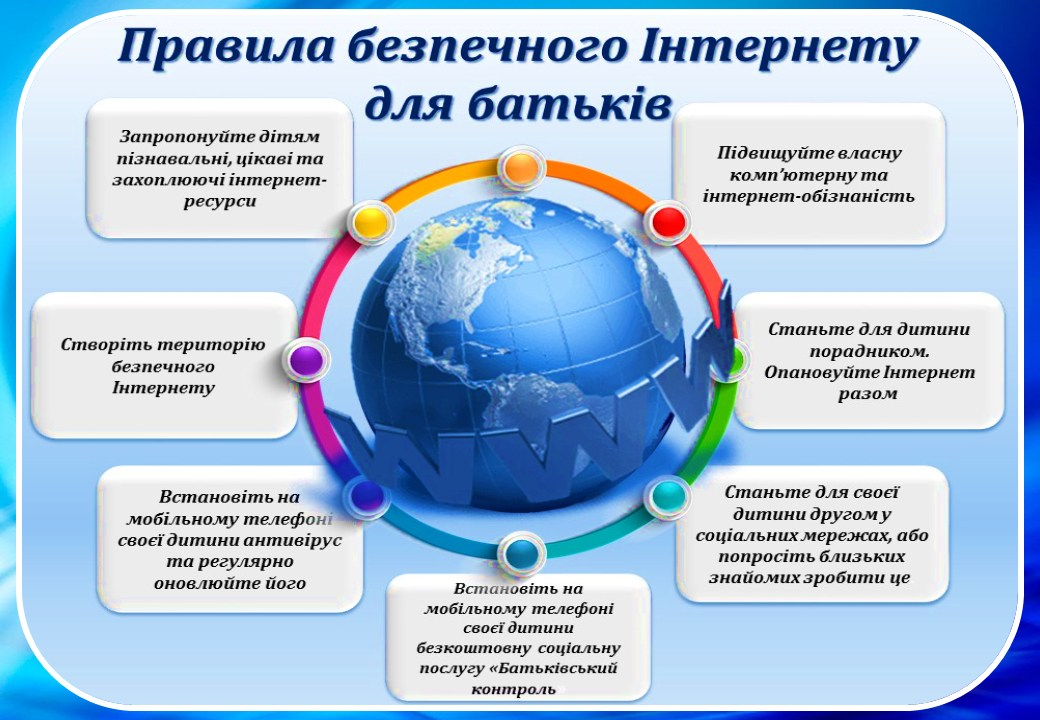 Правила безпечного Інтернету
для батьків
Запропонуйте дітям
пізнавальні, цікаві та
захоплюючі інтернет-
ресурси
Підвищуйте власну
комп’ютерну та
інтернет-обізнаність
Створіть територію
безпечного
Інтернету
Станьте для дитини
порадником.
Опановуйте Інтернет
разом
Встановіть на
мобільному телефоні
своєї дитини антивірус
та регулярно
оновлюйте його
Станьте для своєї
дитини другом у
соціальних мережах, або
попросіть близьких
знайомих зробити це
Встановіть на
мобільному телефоні
своєї дитини
безкоштовну соціальну
послугу «Батьківський
контроль»
www